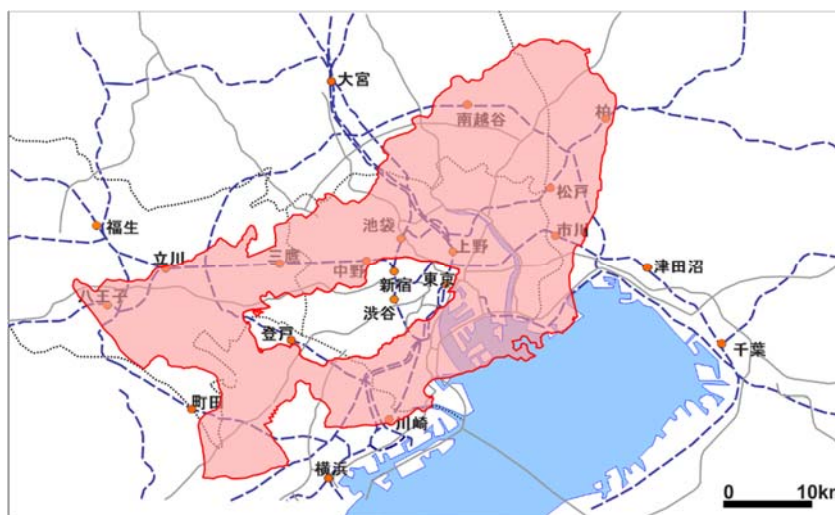 大宮
南越谷
柏
松戸
福生
池袋
上野
市川
立川
三鷹
中野
新宿
東京
津田沼
八王子
渋谷
登戸
千葉
町田
川崎
横浜
0 10km